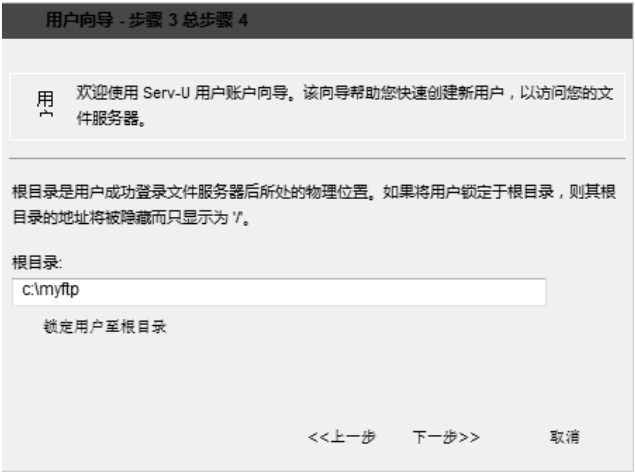 用户向导 - 步骤 3 总步骤 4
用户
欢迎使用 Serv-U 用户账户向导。该向导帮助您快速创建新用户，以访问您的文
件服务器。
根目录是用户成功登录文件服务器后所处的物理位置。如果将用户锁定于根目录，则其根
目录的地址将被隐藏而只显示为 '/'。
根目录:
c:\myftp
锁定用户至根目录
<<上一步 下一步>> 取消